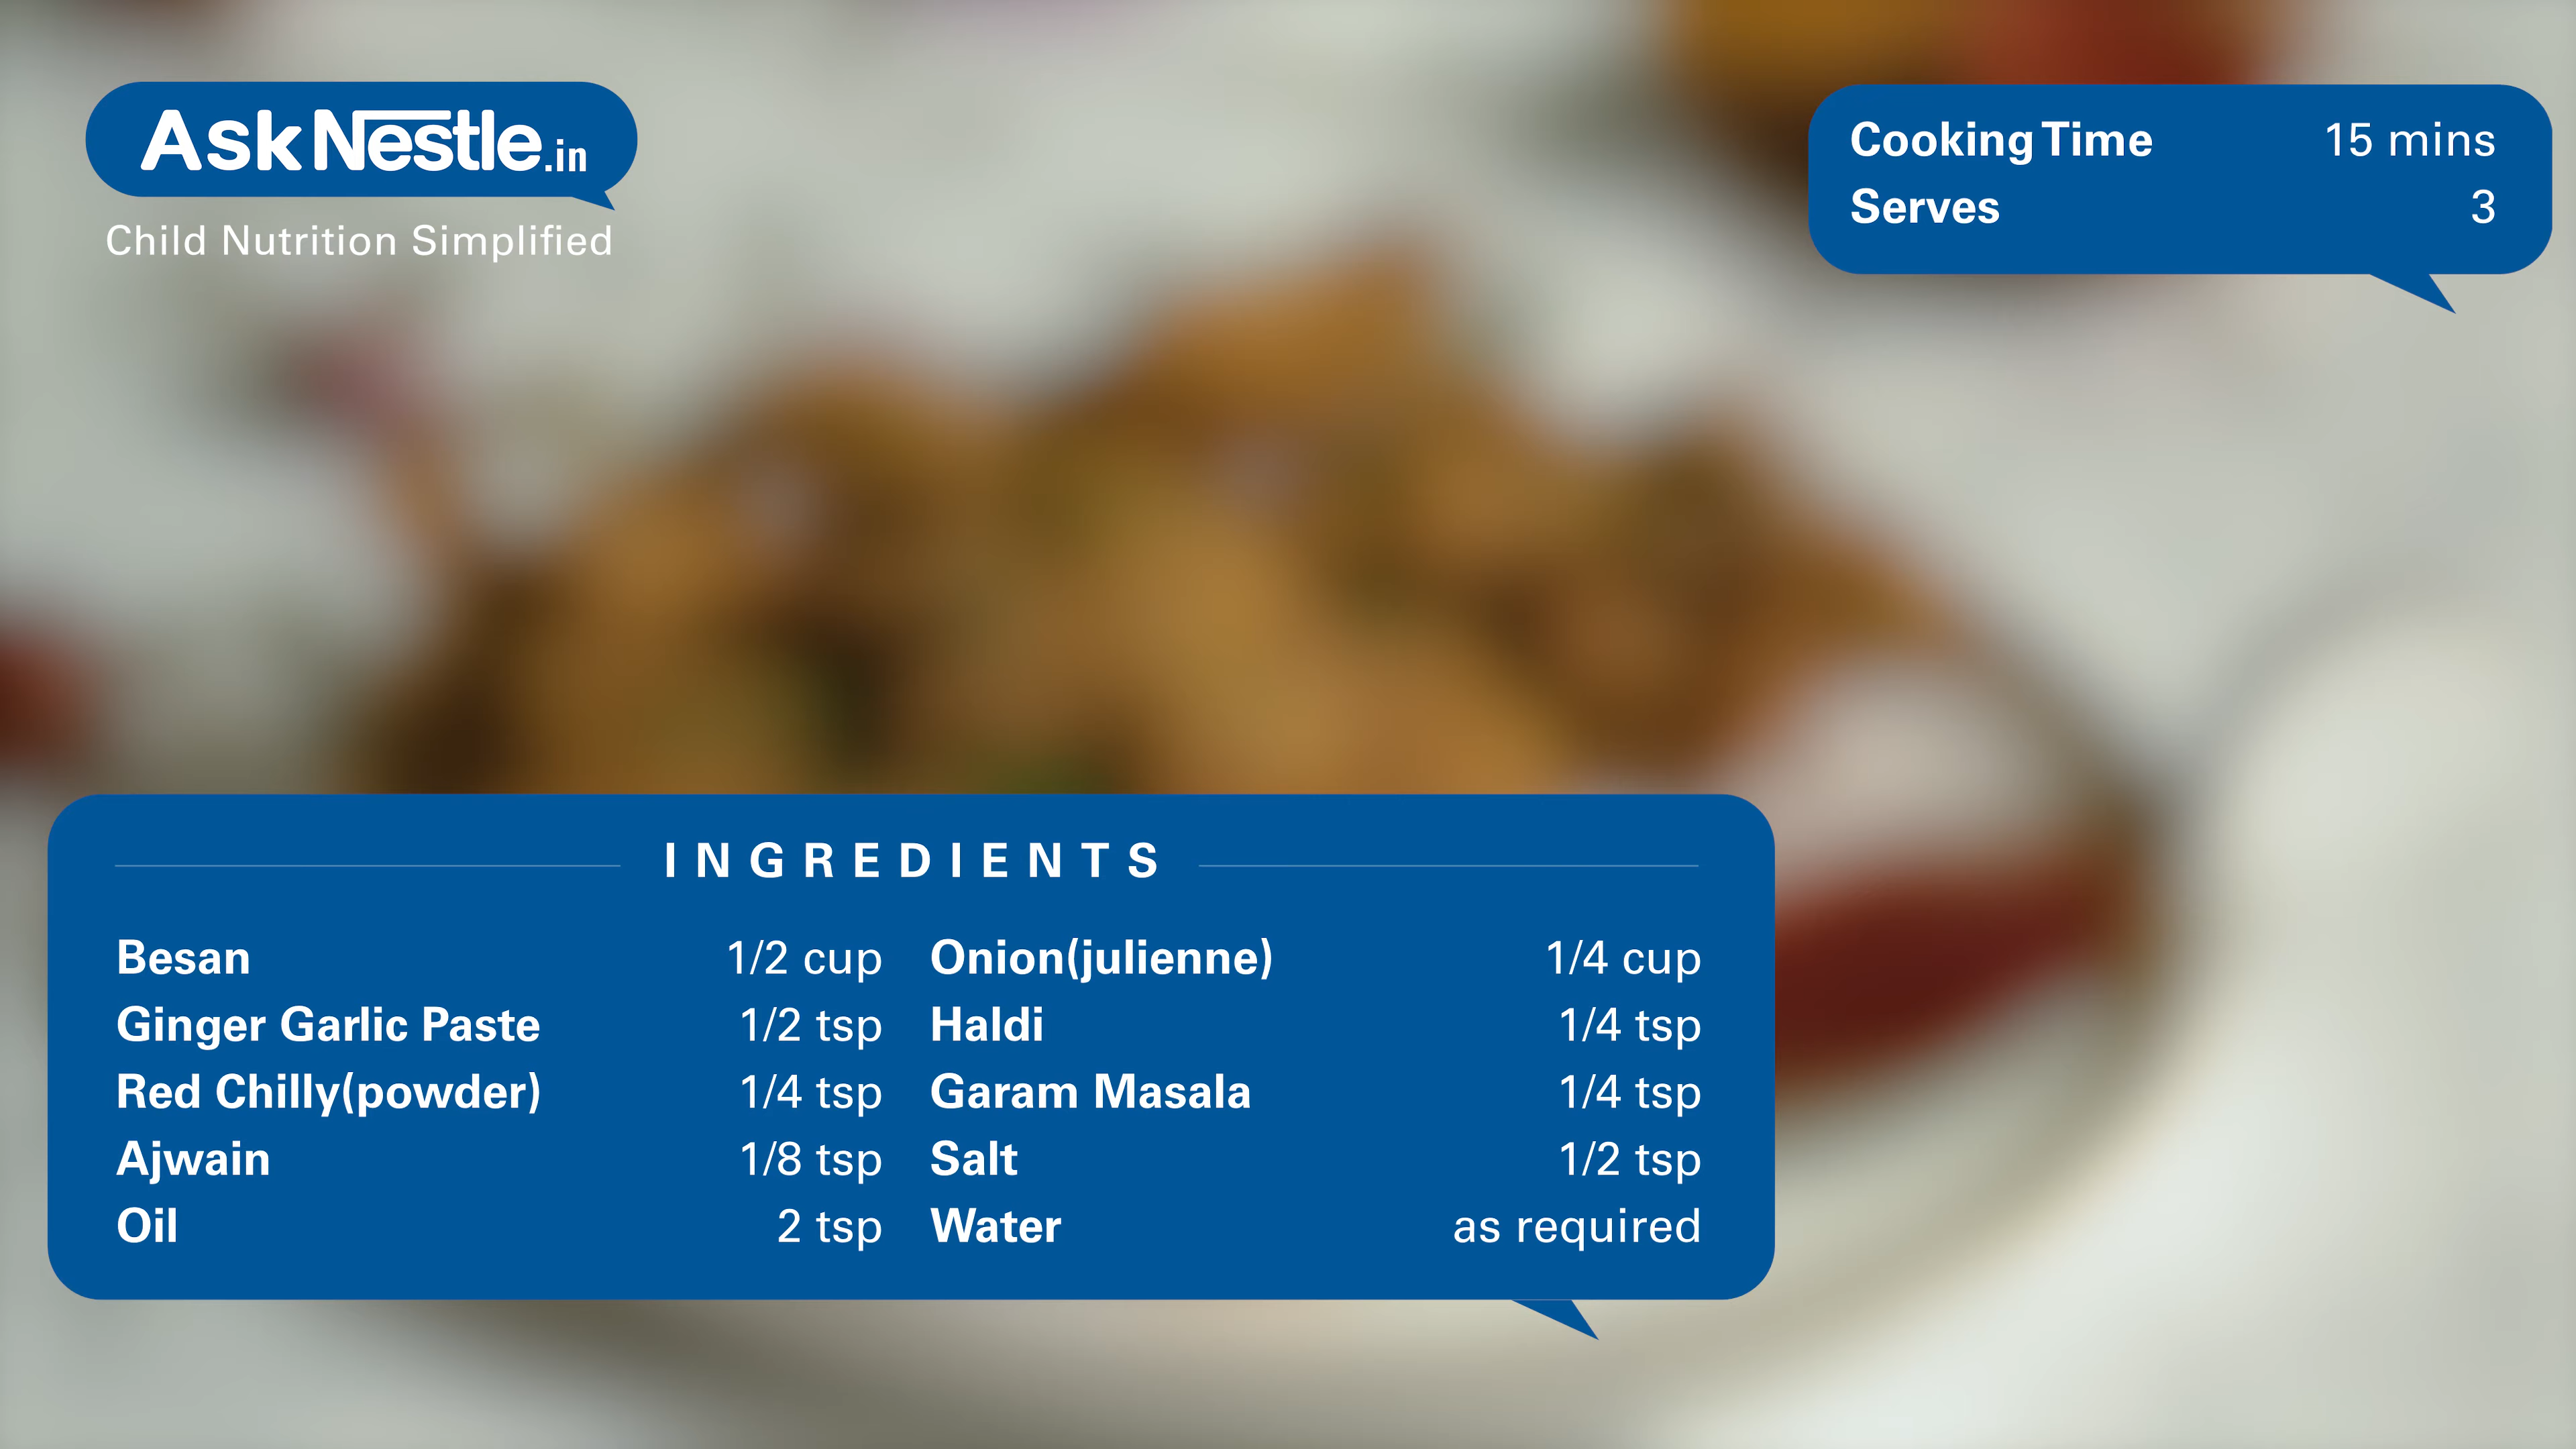 AskNestle.in
Child Nutrition Simplified
Cooking Time 15 mins
Serves 3
INGREDIENTS
Besan 1/2 cup Onion(julienne) 1/4 cup
Ginger Garlic Paste 1/2 tsp Haldi 1/4 tsp
Red Chilly(powder) 1/4 tsp Garam Masala 1/4 tsp
Ajwain 1/8 tsp Salt 1/2 tsp
Oil 2 tsp Water as required